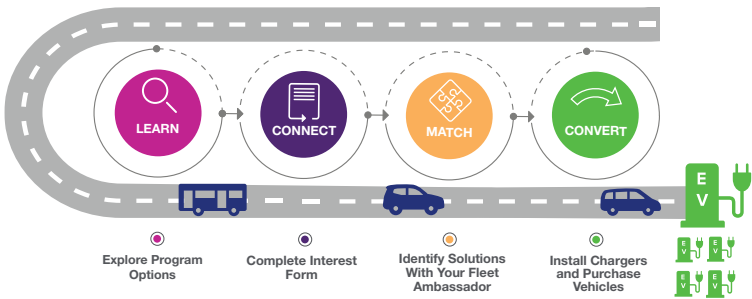 LEARN
CONNECT
MATCH
CONVERT
E
V
Explore Program
Options
Complete Interest
Form
Identify Solutions
With Your Fleet
Ambassador
Install Chargers
and Purchase
Vehicles
E
V
E
V
E
V
E
V